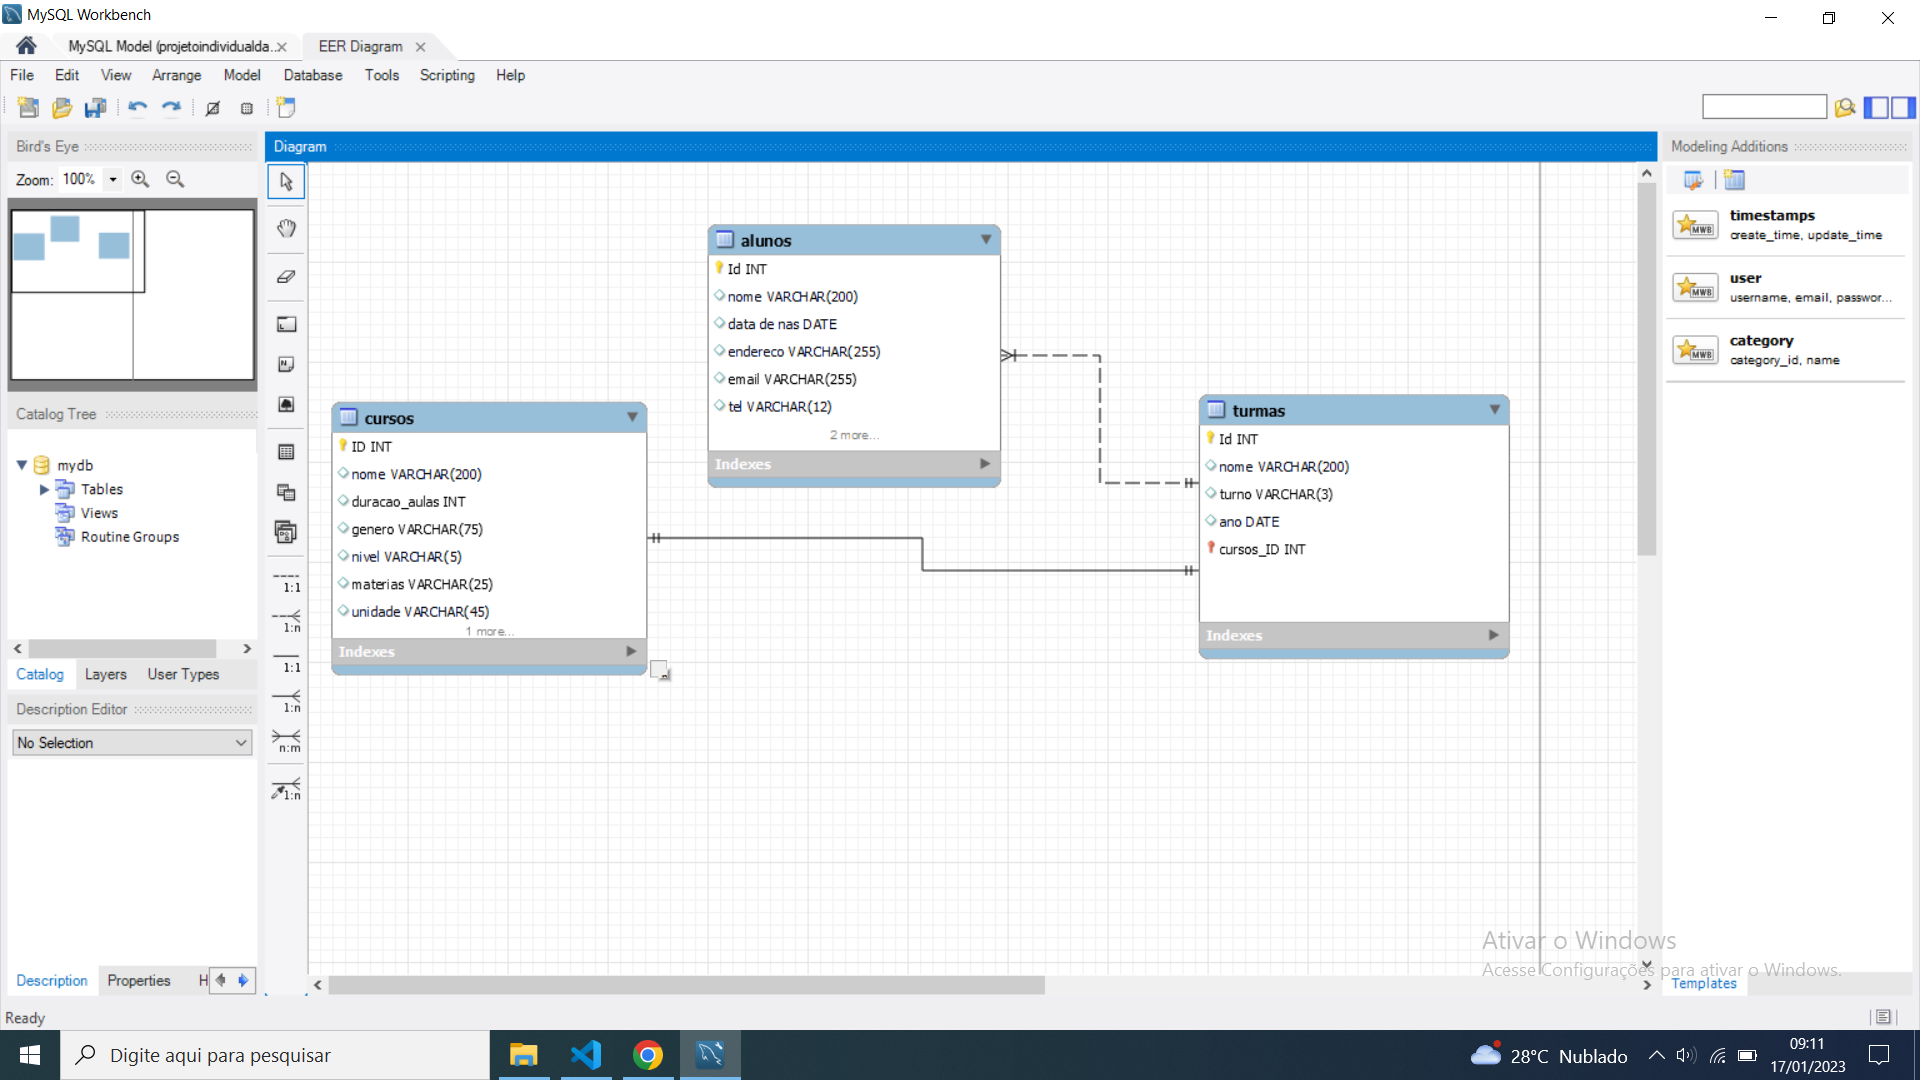 MySQL Workbench
MySQL Model (projetoindividualda..
EER Diagram
File Edit View Arrange Model Database Tools Scripting Help
Bird's Eye
Zoom: 100%
Catalog Tree
mydb
Tables
Views
Routine Groups
Catalog Layers User Types
Description Editor
No Selection
Description Properties H
Ready
1:1
1:n
1:1
1:n
n:m
1:n
Diagram
alunos
Id INT
nome VARCHAR(200)
data de nas DATE
endereco VARCHAR(255)
email VARCHAR(255)
tel VARCHAR(12)
2 more...
Indexes
cursos
ID INT
nome VARCHAR(200)
duracao_aulas INT
genero VARCHAR(75)
nivel VARCHAR(5)
materias VARCHAR(25)
unidade VARCHAR(45)
1 more...
Indexes
turmas
Id INT
nome VARCHAR(200)
turno VARCHAR(3)
ano DATE
cursos_ID INT
Indexes
Modeling Additions
MWB
timestamps
create_time, update_time
MWB
user
username, email, passwor...
MWB
category
category_id, name
Ativar o Windows
Acesse Configurações para ativar o Windows.
Templates
Digite aqui para pesquisar
28°C Nublado
09:11
17/01/2023